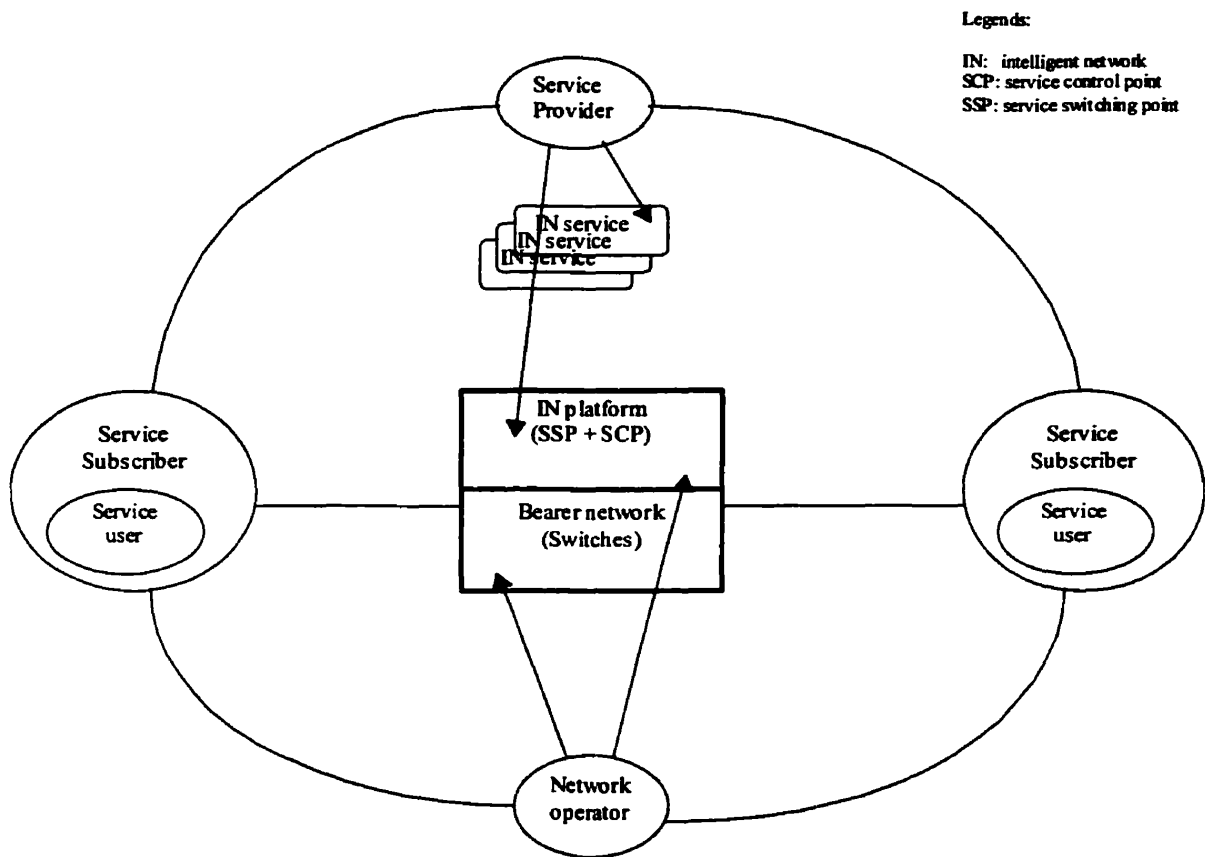 Legends:
IN: intelligent network
SCP: service control point
SSP: service switching point
Service
Provider
IN service
IN service
IN service
IN platform
(SSP + SCP)
Bearer network
(Switches)
Service
Subscriber
Service
user
Service
Subscriber
Service
user
Network
operator